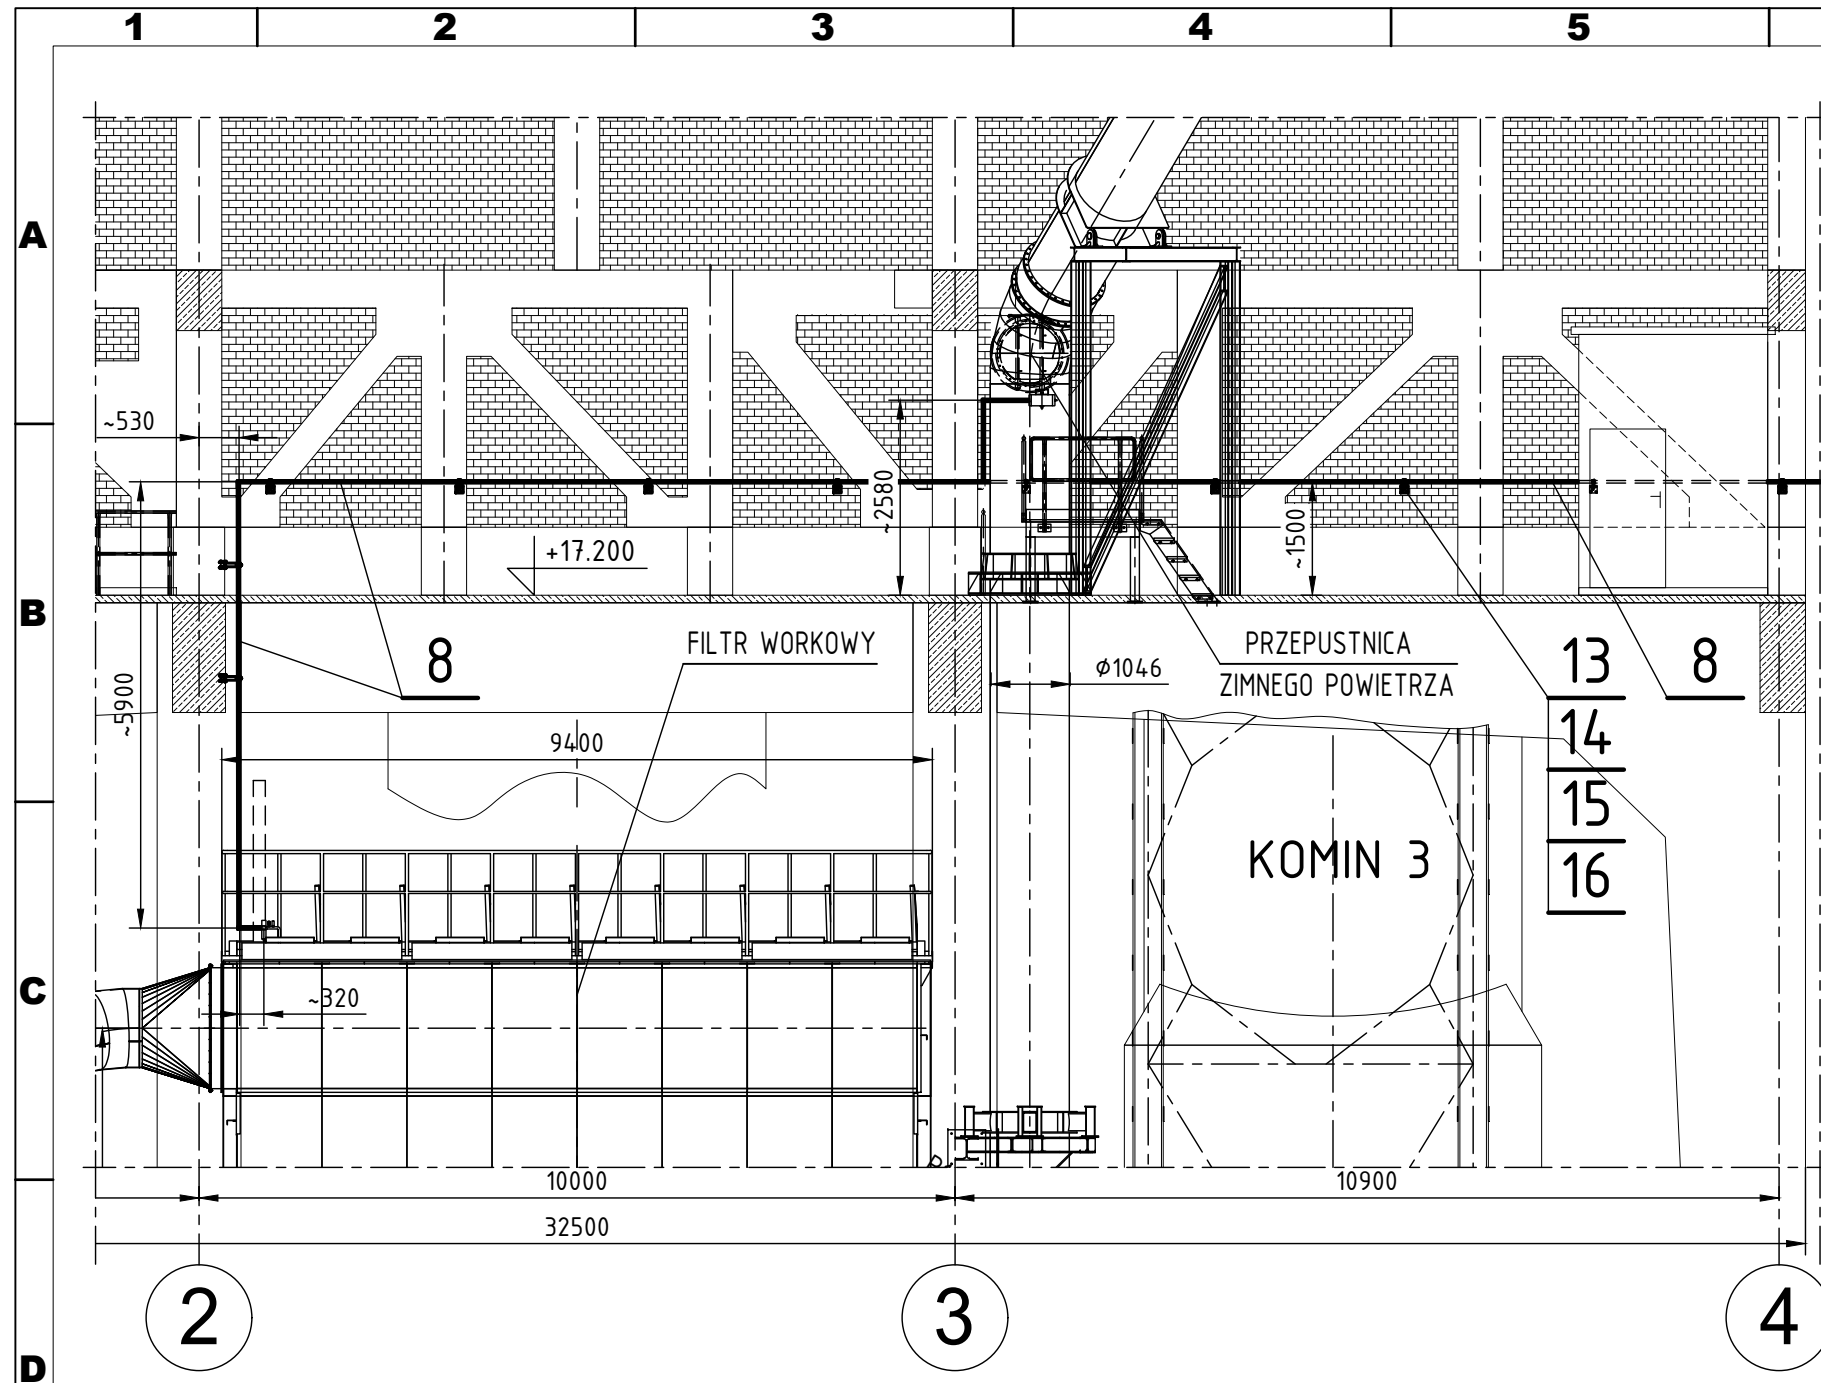 1 2 3 4 5
A
~530
~2580
+17.200
~1500
B
FILTR WORKOWY
PRZEPUSTNICA
ZIMNEGO POWIETRZA
8
Ø1046
13
8
~5900
14
9400
15
KOMIN 3
16
C
~320
10000
10900
32500
2
3
4
D